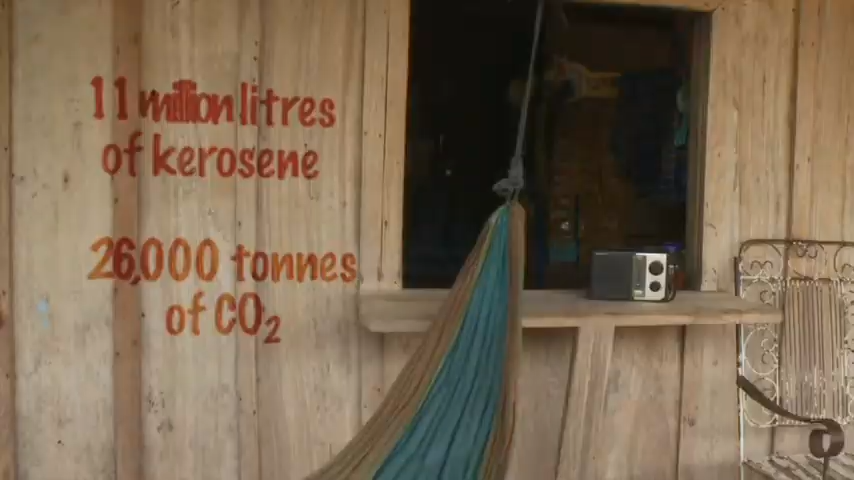 11 million litres
of kerosene
26,000 tonnes
of CO₂